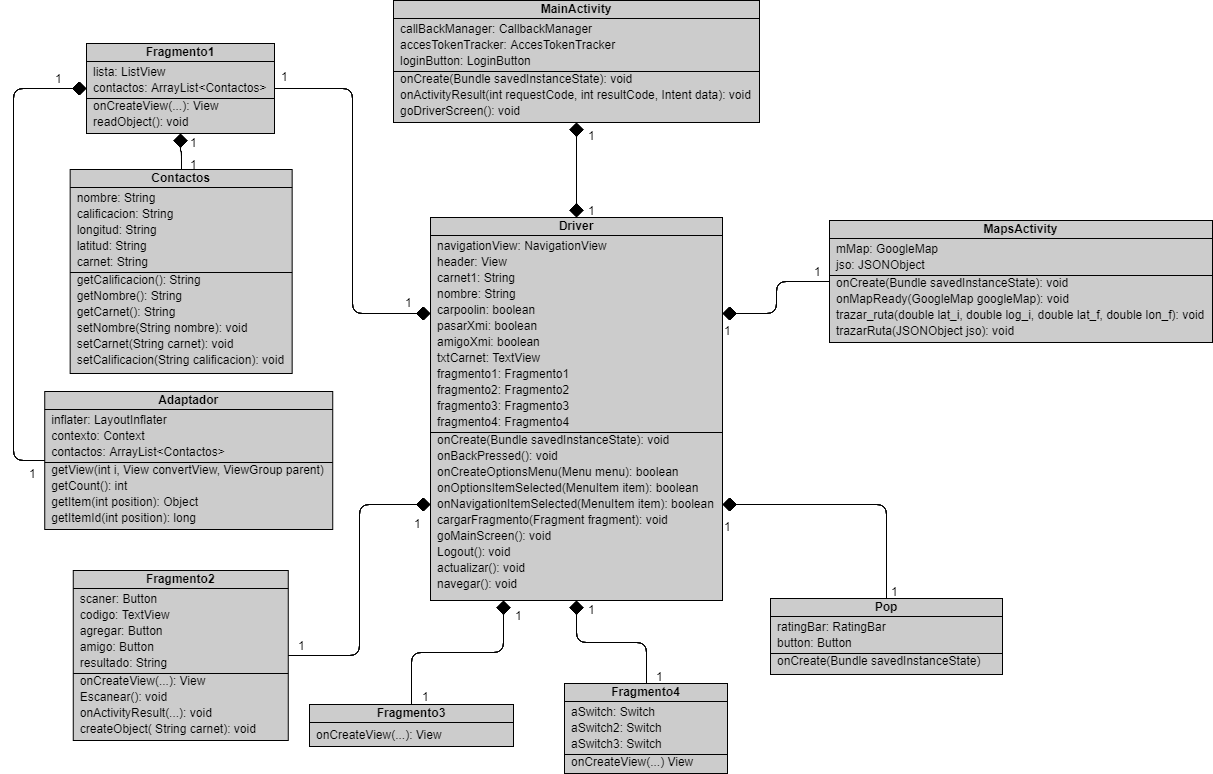 MainActivity
callBackManager: CallbackManager
accesTokenTracker: AccesTokenTracker
loginButton: LoginButton
onCreate(Bundle savedInstanceState): void
onActivityResult(int requestCode, int resultCode, Intent data): void
goDriverScreen(): void
1
1
Fragmento1
lista: ListView
contactos: ArrayList<Contactos>
onCreateView(...): View
readObject(): void
1
1
1
1
Contactos
nombre: String
calificacion: String
longitud: String
latitud: String
carnet: String
getCalificacion(): String
getNombre(): String
getCarnet(): String
setNombre(String nombre): void
setCarnet(String carnet): void
setCalificacion(String calificacion): void
Adaptador
inflater: LayoutInflater
contexto: Context
contactos: ArrayList<Contactos>
getView(int i, View convertView, ViewGroup parent)
getCount(): int
getItem(int position): Object
getItemId(int position): long
1
Driver
navigationView: NavigationView
header: View
carnet1: String
nombre: String
carpoolin: boolean
pasarXmi: boolean
amigoXmi: boolean
txtCarnet: TextView
fragmento1: Fragmento1
fragmento2: Fragmento2
fragmento3: Fragmento3
fragmento4: Fragmento4
onCreate(Bundle savedInstanceState): void
onBackPressed(): void
onCreateOptionsMenu(Menu menu): boolean
onOptionsItemSelected(MenuItem item): boolean
onNavigationItemSelected(MenuItem item): boolean
cargarFragmento(Fragment fragment): void
goMainScreen(): void
Logout(): void
actualizar(): void
navegar(): void
1
1
1
1
1
1
MapsActivity
mMap: GoogleMap
jso: JSONObject
onCreate(Bundle savedInstanceState): void
onMapReady(GoogleMap googleMap): void
trazar_ruta(double lat_i, double log_i, double lat_f, double lon_f): void
trazarRuta(JSONObject jso): void
1
Fragmento2
scaner: Button
codigo: TextView
agregar: Button
amigo: Button
resultado: String
onCreateView(...): View
Escanear(): void
onActivityResult(...): void
createObject( String carnet): void
1
Fragmento3
onCreateView(...): View
1
Fragmento4
aSwitch: Switch
aSwitch2: Switch
aSwitch3: Switch
onCreateView(...) View
1
Pop
ratingBar: RatingBar
button: Button
onCreate(Bundle savedInstanceState)
1